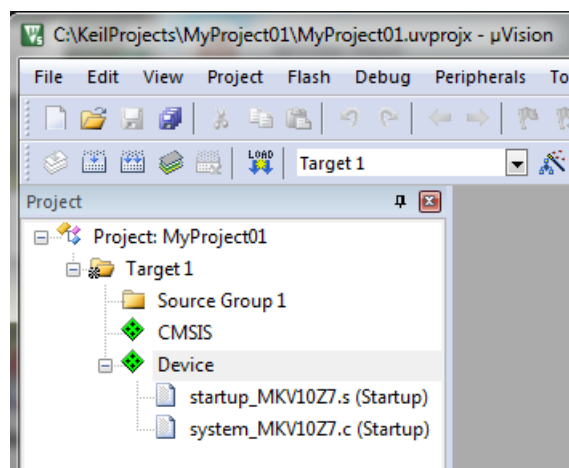 C:\KeilProjects\MyProject01\MyProject01.uvprojx - µVision
File Edit View Project Flash Debug Peripherals To
LOAD Target 1
Project
Project: MyProject01
Target 1
Source Group 1
CMSIS
Device
startup_MKV10Z7.s (Startup)
system_MKV10Z7.c (Startup)